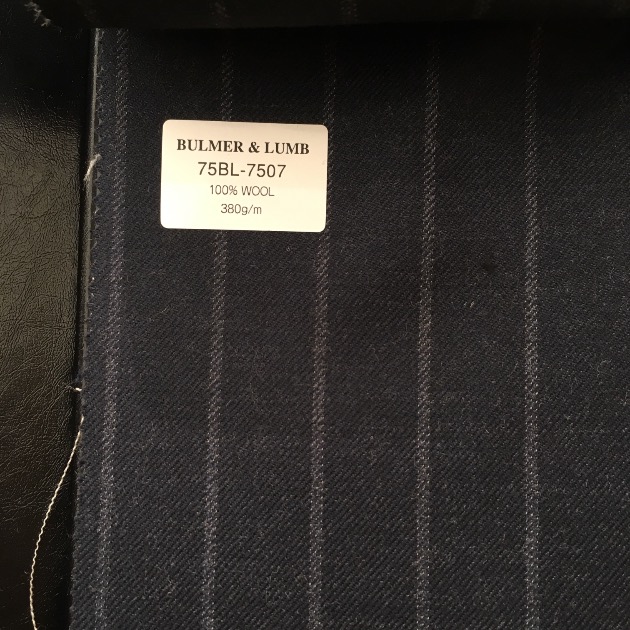 BULMER & LUMB
75BL-7507
100% WOOL
380g/m